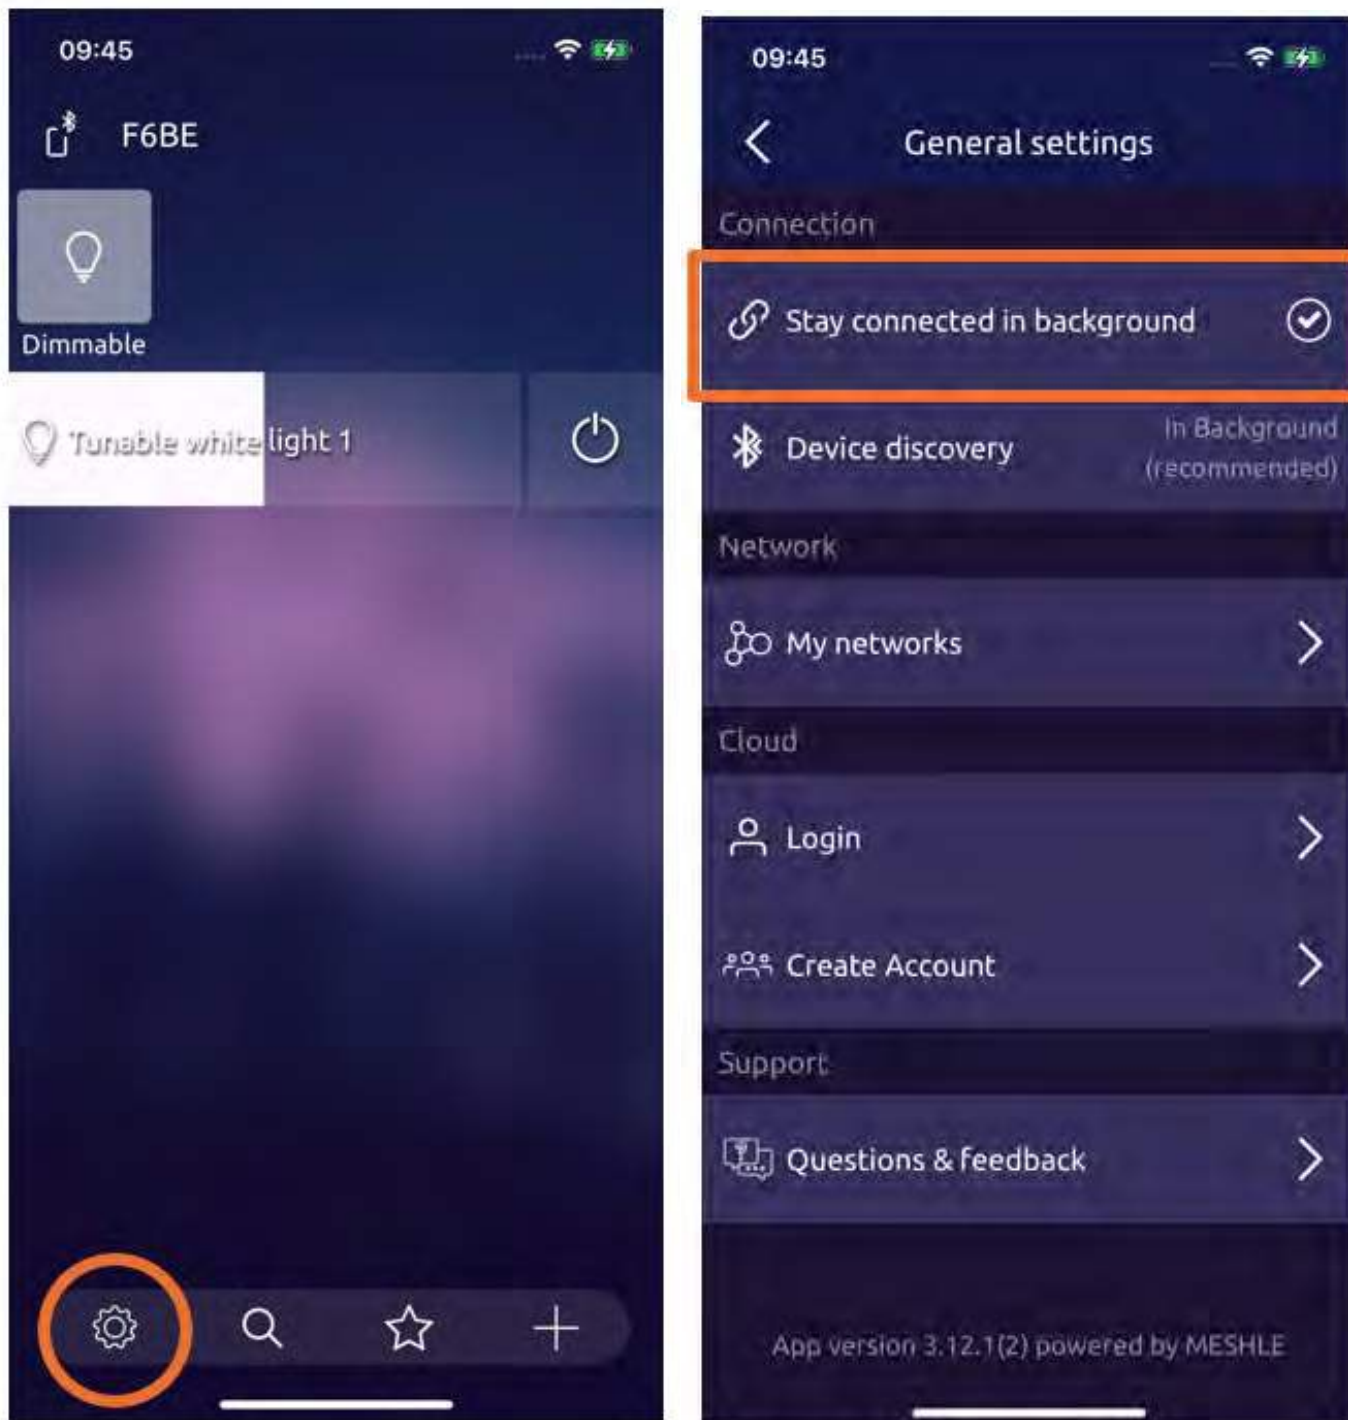 09:45
F6BE
Dimmable
Tunable white light 1
09:45
General settings
Connection
Stay connected in background
Device discovery
In Background
(recommended)
Network
My networks
Cloud
Login
Create Account
Support
Questions & feedback
App version 3.12.1(2) powered by MESHLE